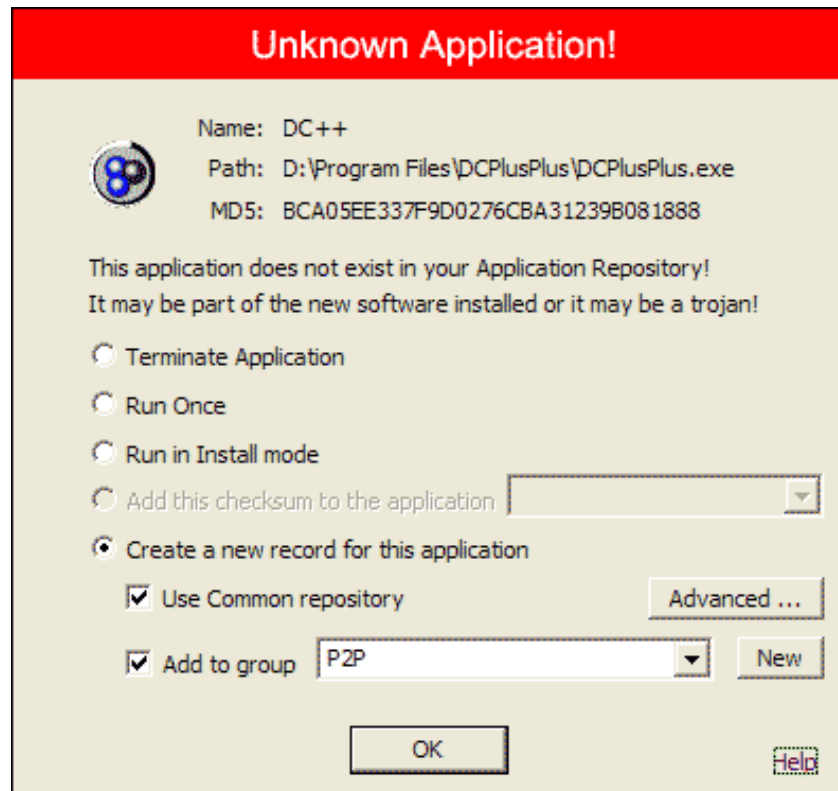 Unknown Application!
Name: DC++
Path: D:\Program Files\DCPlusPlus\DCPlusPlus.exe
MD5: BCA05EE337F9D0276CBA31239B081888
This application does not exist in your Application Repository!
It may be part of the new software installed or it may be a trojan!
Terminate Application
Run Once
Run in Install mode
Add this checksum to the application
Create a new record for this application
Use Common repository Advanced ...
Add to group P2P New
OK
Help